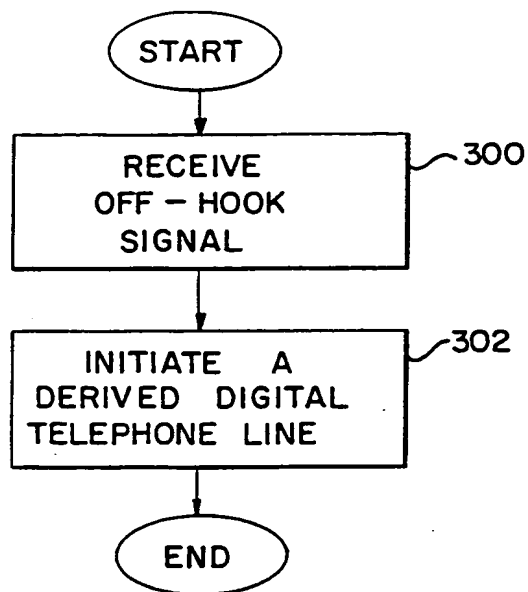 START
RECEIVE
OFF-HOOK
SIGNAL
300
INITIATE A
DERIVED DIGITAL
TELEPHONE LINE
302
END